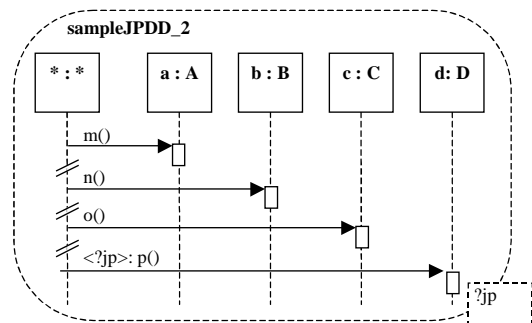 sampleJPDD_2
* : * a : A b : B c : C d: D
m()
n()
o()
<?jp>: p()
?jp